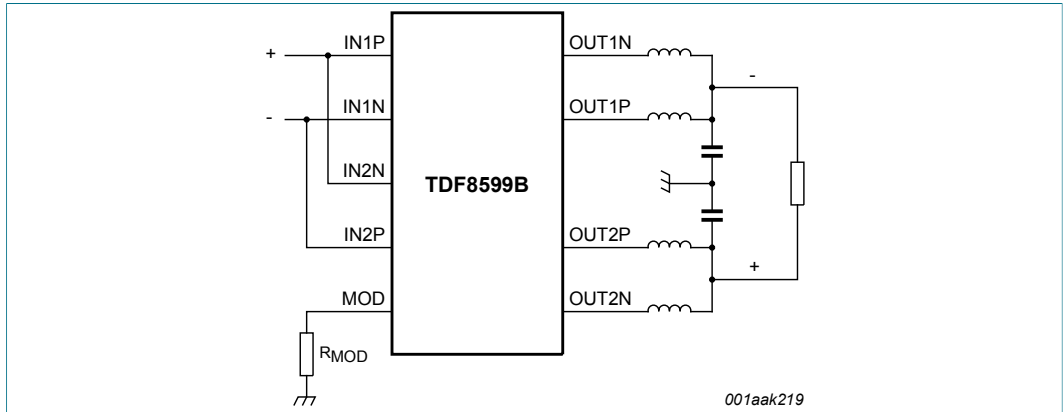 +
IN1P
OUT1N
-
-
IN1N
OUT1P
IN2N
TDF8599B
IN2P
OUT2P
+
MOD
OUT2N
RMOD
001aak219